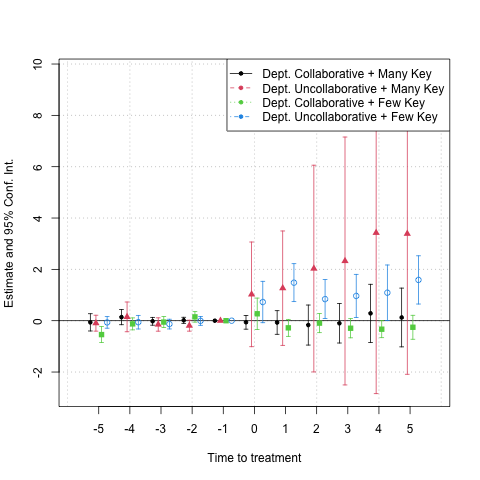 Dept. Collaborative + Many Key
Dept. Uncollaborative + Many Key
Dept. Collaborative + Few Key
Dept. Uncollaborative + Few Key
Estimate and 95% Conf. Int.
10
8
6
4
2
0
-2
-5 -4 -3 -2 -1 0 1 2 3 4 5
Time to treatment